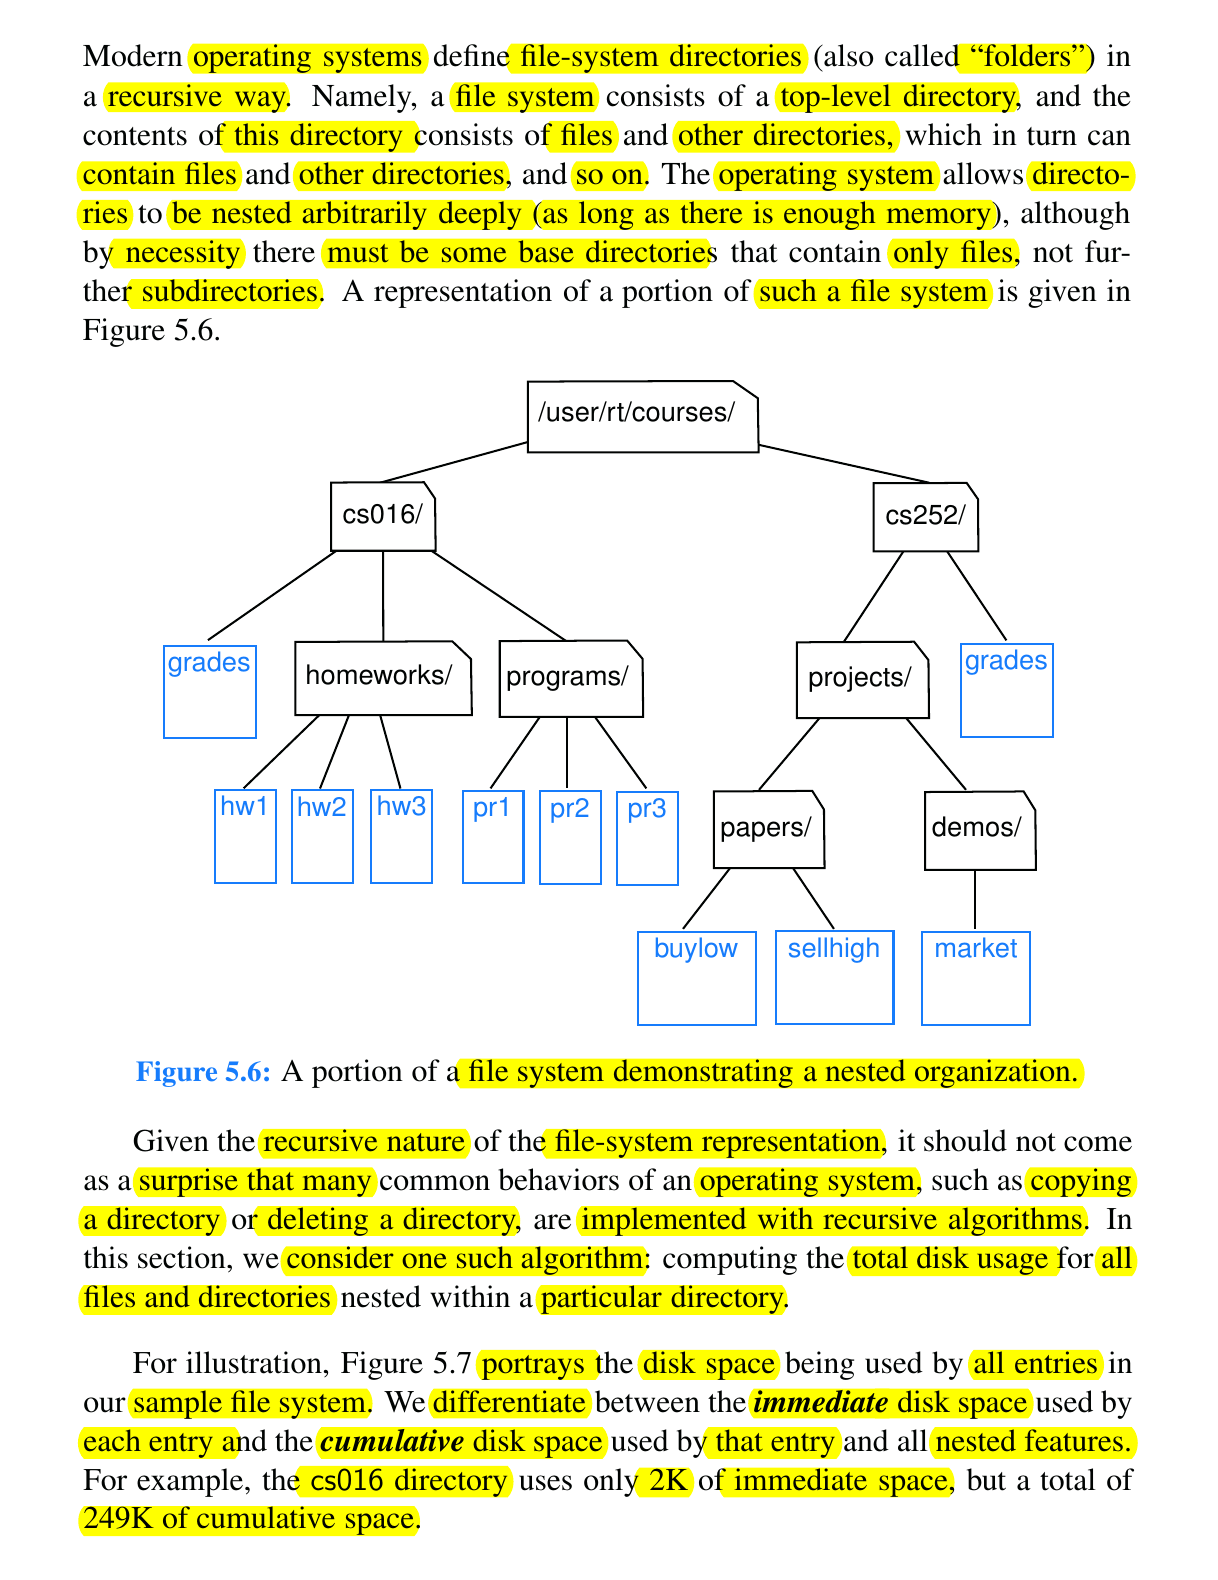 Modern operating systems define file-system directories (also called “folders”) in
a recursive way. Namely, a file system consists of a top-level directory, and the
contents of this directory consists of files and other directories, which in turn can
contain files and other directories, and so on. The operating system allows directo-
ries to be nested arbitrarily deeply (as long as there is enough memory), although
by necessity there must be some base directories that contain only files, not fur-
ther subdirectories. A representation of a portion of such a file system is given in
Figure 5.6.
/user/rt/courses/
cs016/
cs252/
grades
homeworks/
programs/
projects/
grades
hw1
hw2
hw3
pr1
pr2
pr3
papers/
demos/
buylow
sellhigh
market
Figure 5.6: A portion of a file system demonstrating a nested organization.
Given the recursive nature of the file-system representation, it should not come
as a surprise that many common behaviors of an operating system, such as copying
a directory or deleting a directory, are implemented with recursive algorithms. In
this section, we consider one such algorithm: computing the total disk usage for all
files and directories nested within a particular directory.
For illustration, Figure 5.7 portrays the disk space being used by all entries in
our sample file system. We differentiate between the immediate disk space used by
each entry and the cumulative disk space used by that entry and all nested features.
For example, the cs016 directory uses only 2K of immediate space, but a total of
249K of cumulative space.